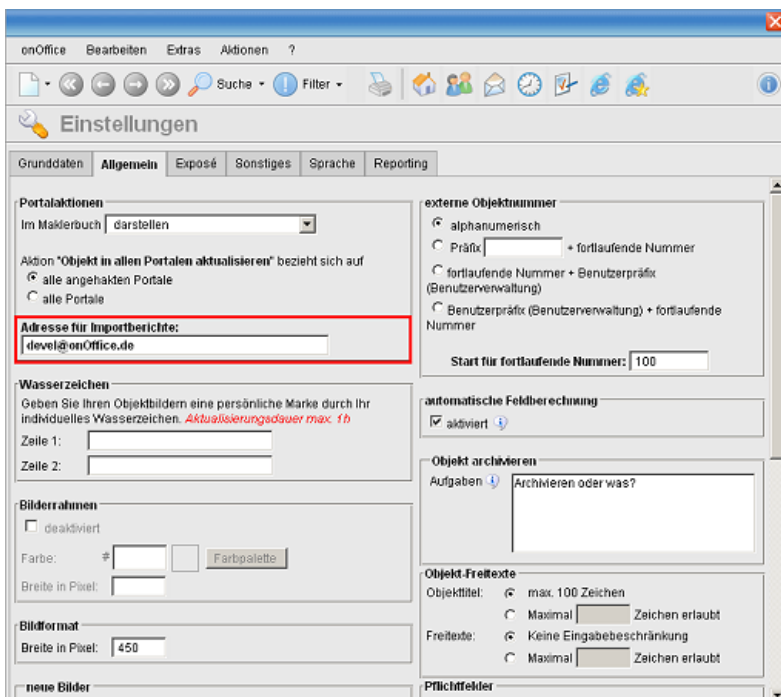 onOffice Bearbeiten Extras Aktionen ?
Suche Filter
Einstellungen
Grunddaten Allgemein Exposé Sonstiges Sprache Reporting
Portalaktionen
Im Maklerbuch darstellen
Aktion "Objekt in allen Portalen aktualisieren" bezieht sich auf
alle angehakten Portale
alle Portale
Adresse für Importberichte:
devel@onOffice.de
Wasserzeichen
Geben Sie Ihren Objektbildern eine persönliche Marke durch Ihr
individuelles Wasserzeichen. Aktualisierungsdauer max. 1h
Zeile 1:
Zeile 2:
Bilderrahmen
deaktiviert
Farbe: # Farbpalette
Breite in Pixel:
Bildformat
Breite in Pixel: 450
neue Bilder
externe Objektnummer
alphanumerisch
Präfix + fortlaufende Nummer
fortlaufende Nummer + Benutzerpräfix
(Benutzerverwaltung)
Benutzerpräfix (Benutzerverwaltung) + fortlaufende
Nummer
Start für fortlaufende Nummer: 100
automatische Feldberechnung
aktiviert
Objekt archivieren
Aufgaben Archivieren oder was?
Objekt-Freitexte
Objekttitel: max. 100 Zeichen
Maximal Zeichen erlaubt
Freitexte: Keine Eingabebeschränkung
Maximal Zeichen erlaubt
Pflichtfelder